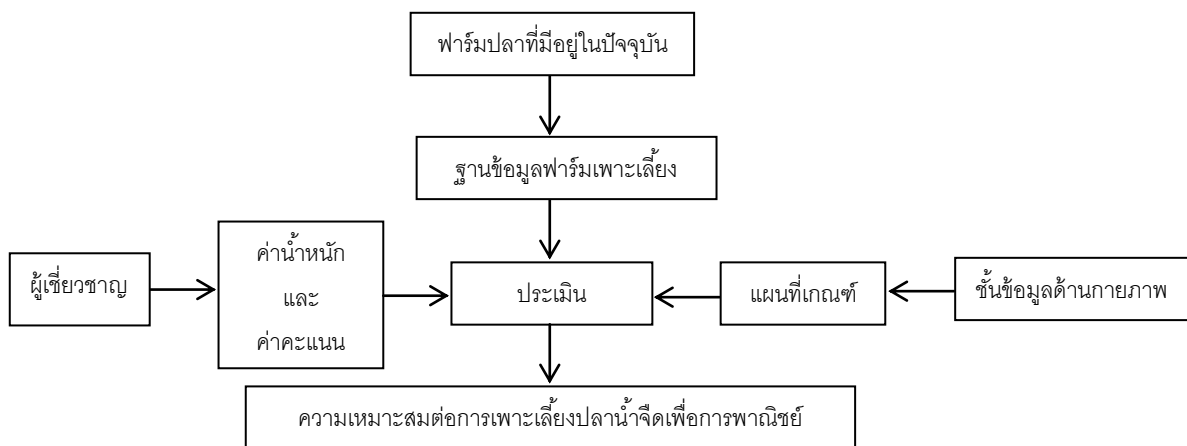 ฟาร์มปลาที่มีอยู่ในปัจจุบัน
ฐานข้อมูลฟาร์มเพาะเลี้ยง
ผู้เชี่ยวชาญ
ค่าน้ำหนัก
และ
ค่าคะแนน
ประเมิน
แผนที่เกณฑ์
ชั้นข้อมูลด้านกายภาพ
ความเหมาะสมต่อการเพาะเลี้ยงปลาน้ำจืดเพื่อการพาณิชย์